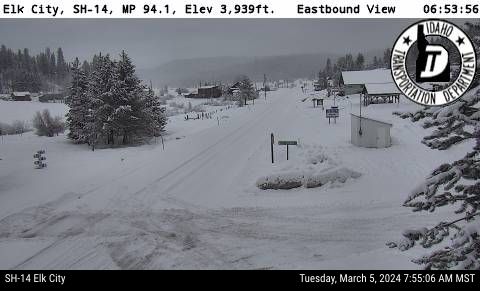 Elk City, SH-14, MP 94.1, Elev 3,939ft. Eastbound View 06:53:56
IDAHO
TRANSPORTATION DEPARTMENT
SH-14 Elk City Tuesday, March 5, 2024 7:55:06 AM MST